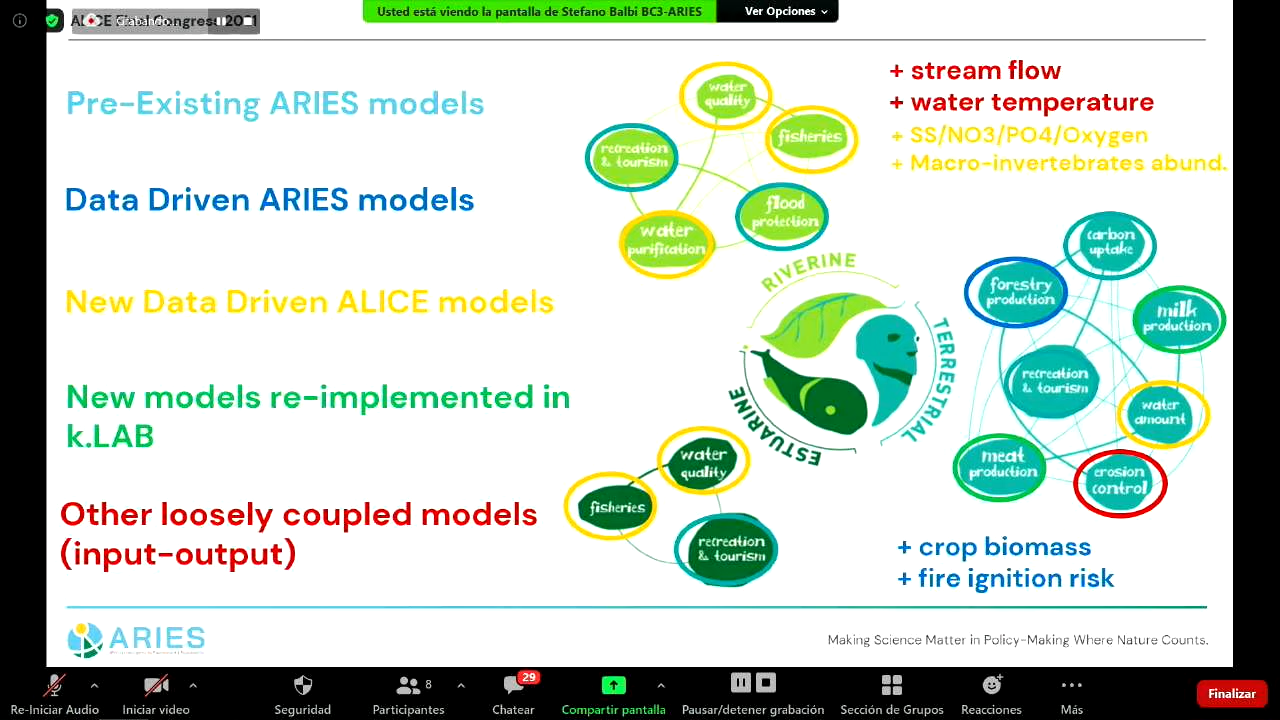 Usted está viendo la pantalla de Stefano Balbi BC3-ARIES
Ver Opciones
Grabando
2021
Pre-Existing ARIES models
Data Driven ARIES models
New Data Driven ALICE models
New models re-implemented in
k.LAB
Other loosely coupled models
(input-output)
water
quality
fisheries
recreation
& tourism
flood
protection
water
purification
+ stream flow
+ water temperature
+ SS/NO3/PO4/Oxygen
+ Macro-invertebrates abund.
RIVERINE
TERRESTRIAL
ESTUARINE
carbon
uptake
forestry
production
milk
production
recreation
& tourism
water
amount
meat
production
erosion
control
water
quality
fisheries
recreation
& tourism
+ crop biomass
+ fire ignition risk
ARIES
Making Science Matter in Policy-Making Where Nature Counts.
Re-Iniciar Audio
Iniciar video
Seguridad
8
Participantes
29
Chatear
Compartir pantalla
Pausar/detener grabación
Sección de Grupos
Reacciones
Más
Finalizar